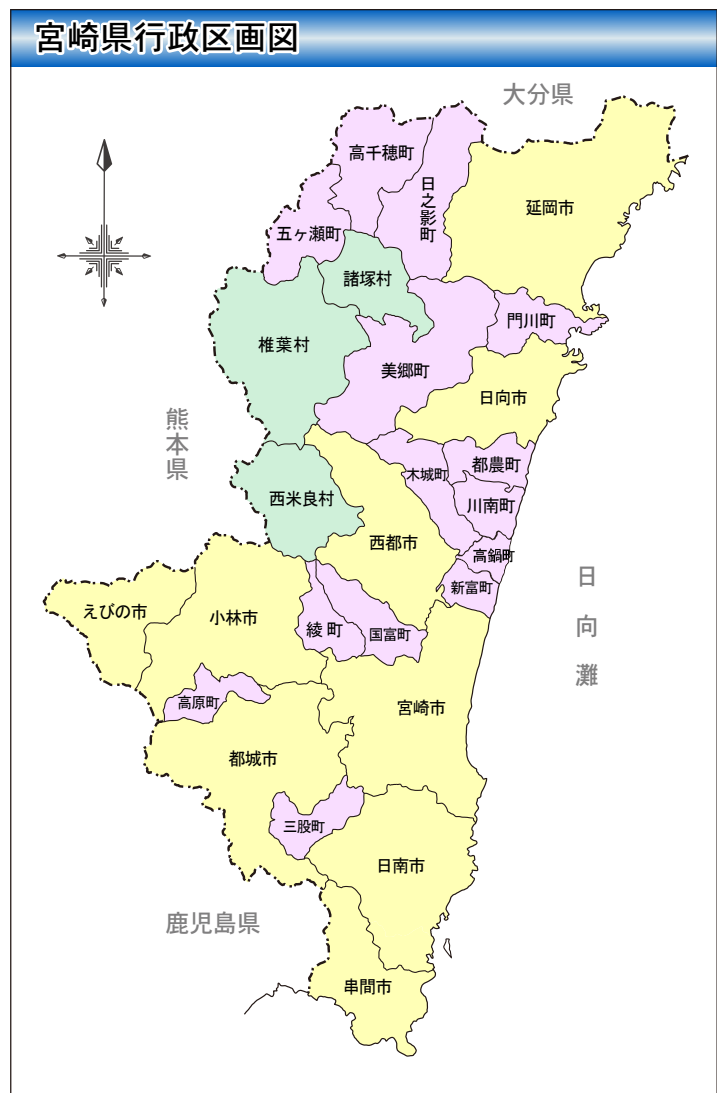 宮崎県行政区画図
大分県
高千穂町
日之影町
延岡市
五ヶ瀬町
諸塚村
門川町
椎葉村
美郷町
日向市
熊本県
木城町
都農町
西米良村
川南町
西都市
高鍋町
日向灘
新富町
えびの市
小林市
綾町
国富町
高原町
宮崎市
都城市
三股町
日南市
鹿児島県
串間市